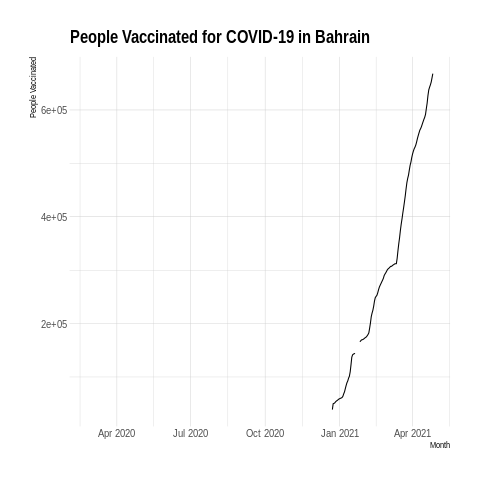 People Vaccinated for COVID-19 in Bahrain
People Vaccinated
6e+05
4e+05
2e+05
Apr 2020 Jul 2020 Oct 2020 Jan 2021 Apr 2021
Month